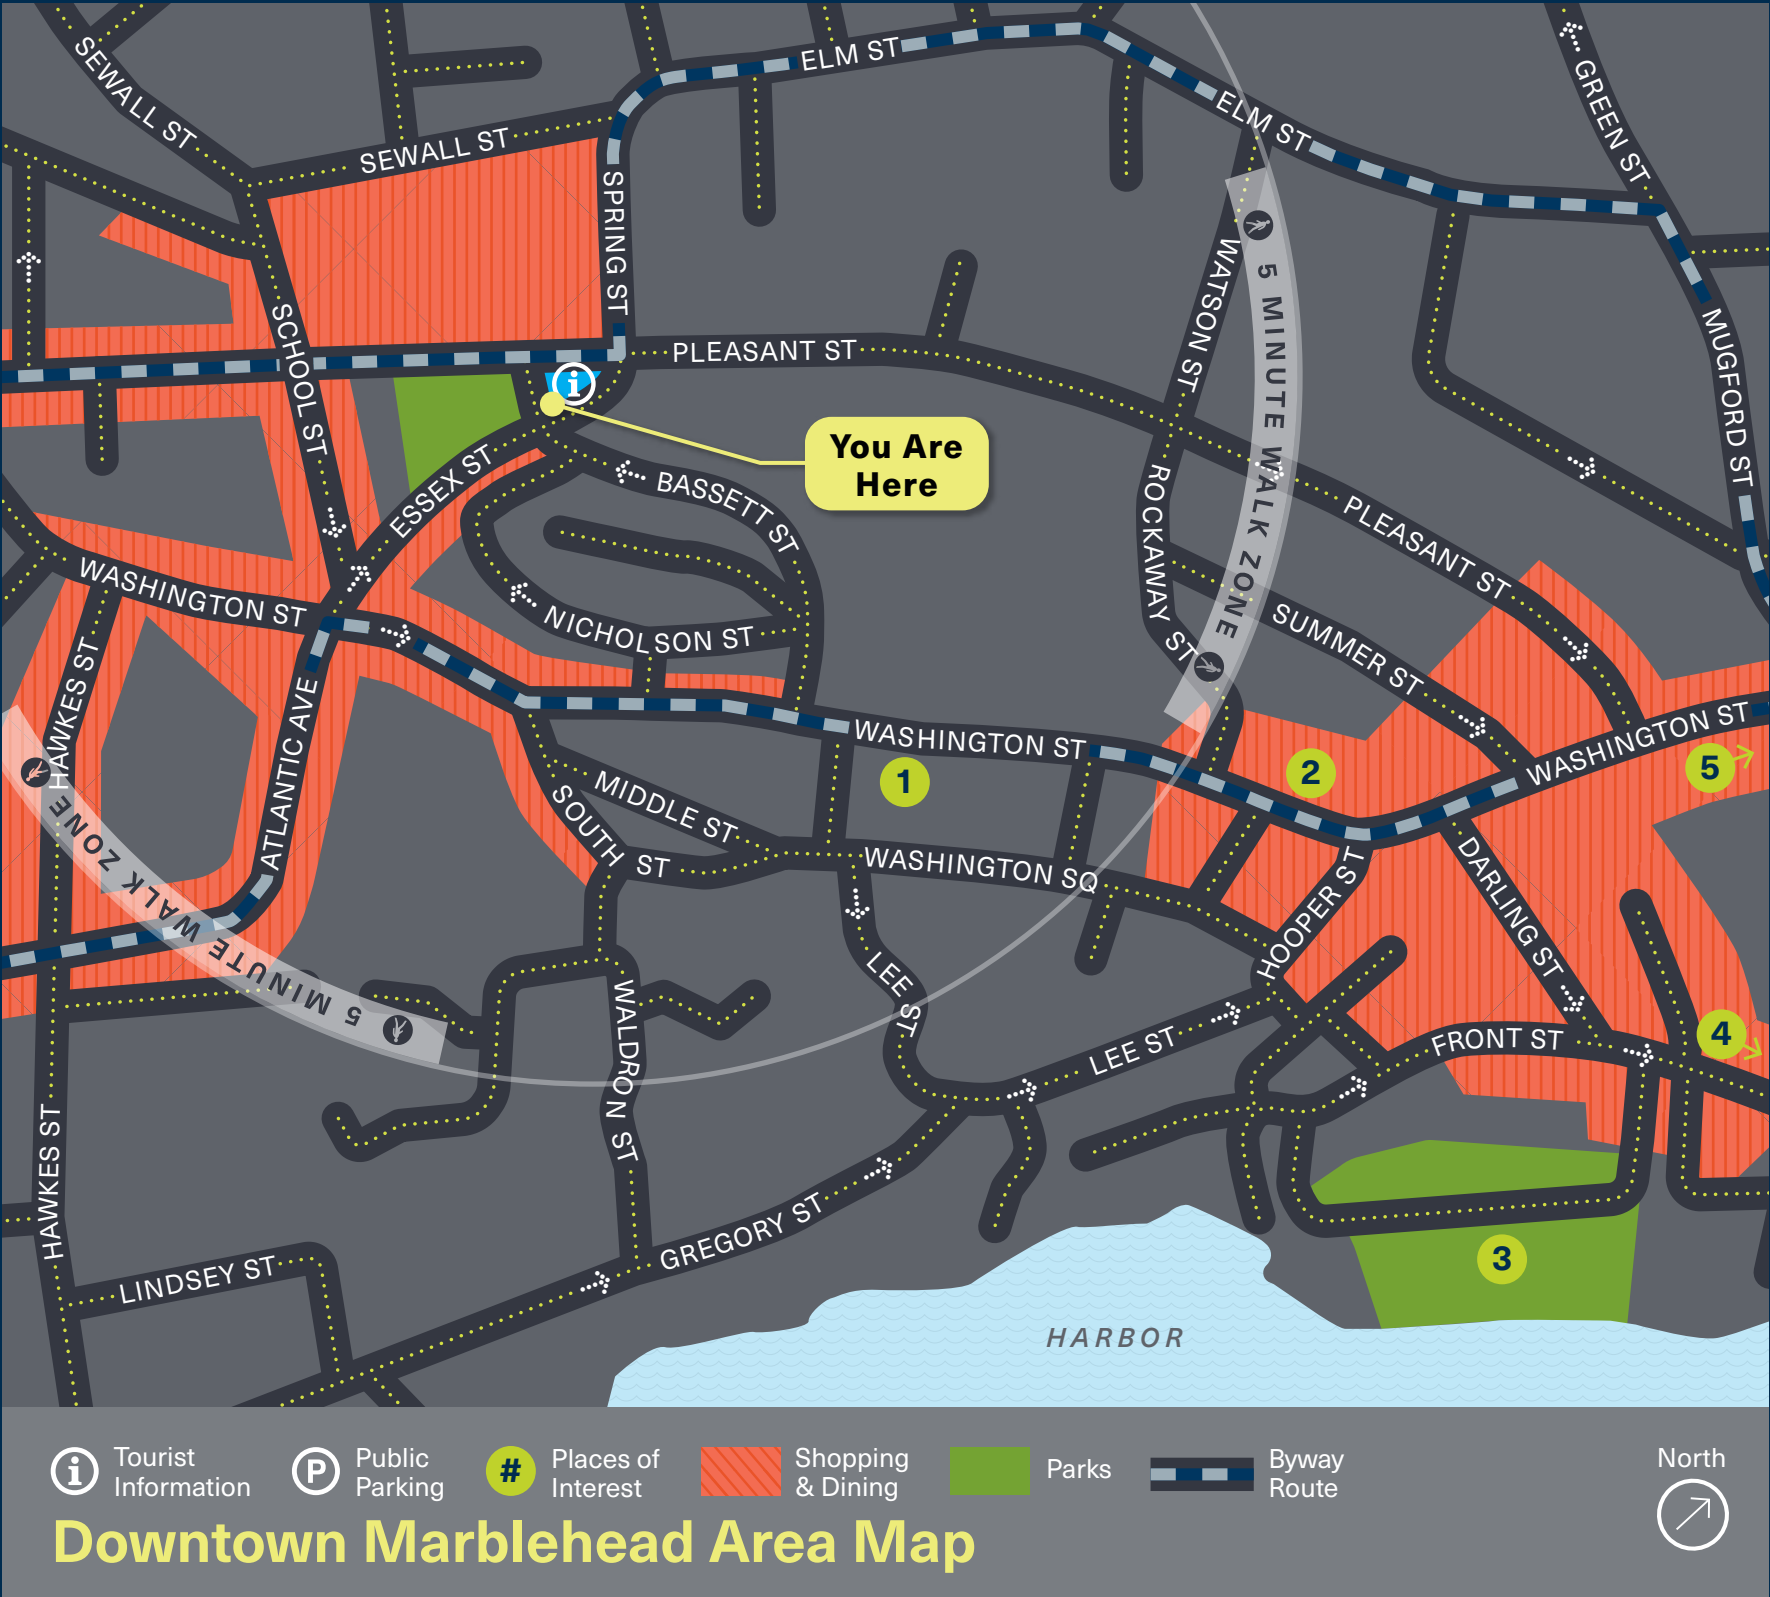 SEWALL ST
SEWALL ST
ELM ST
ELM ST
GREEN ST
SPRING ST
WATSON ST
5 MINUTE WALK ZONE
SCHOOL ST
PLEASANT ST
MUGFORD ST
i
You Are
Here
ESSEX ST
BASSETT ST
ROCKAWAY ST
PLEASANT ST
WASHINGTON ST
NICHOLSON ST
SUMMER ST
HAWKES ST
ATLANTIC AVE
WASHINGTON ST
WASHINGTON ST
1
2
5
MIDDLE ST
SOUTH ST
WASHINGTON SQ
HOOPER ST
DARLING ST
5 MINUTE WALK ZONE
LEE ST
WALDRON ST
LEE ST
FRONT ST
4
HAWKES ST
GREGORY ST
LINDSEY ST
3
HARBOR
i
Tourist
Information
P
Public
Parking
#
Places of
Interest
Shopping
& Dining
Parks
Byway
Route
North
Downtown Marblehead Area Map